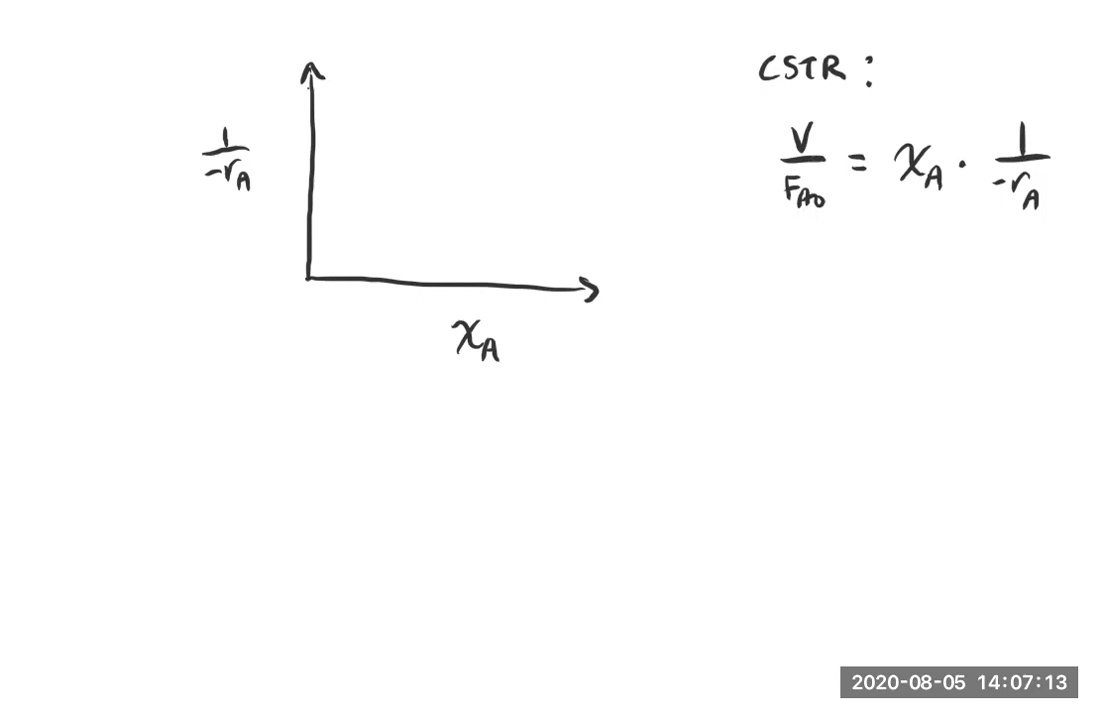 CSTR :
1/-rA
V/FA0 = XA · 1/-rA
XA
2020-08-05 14:07:13